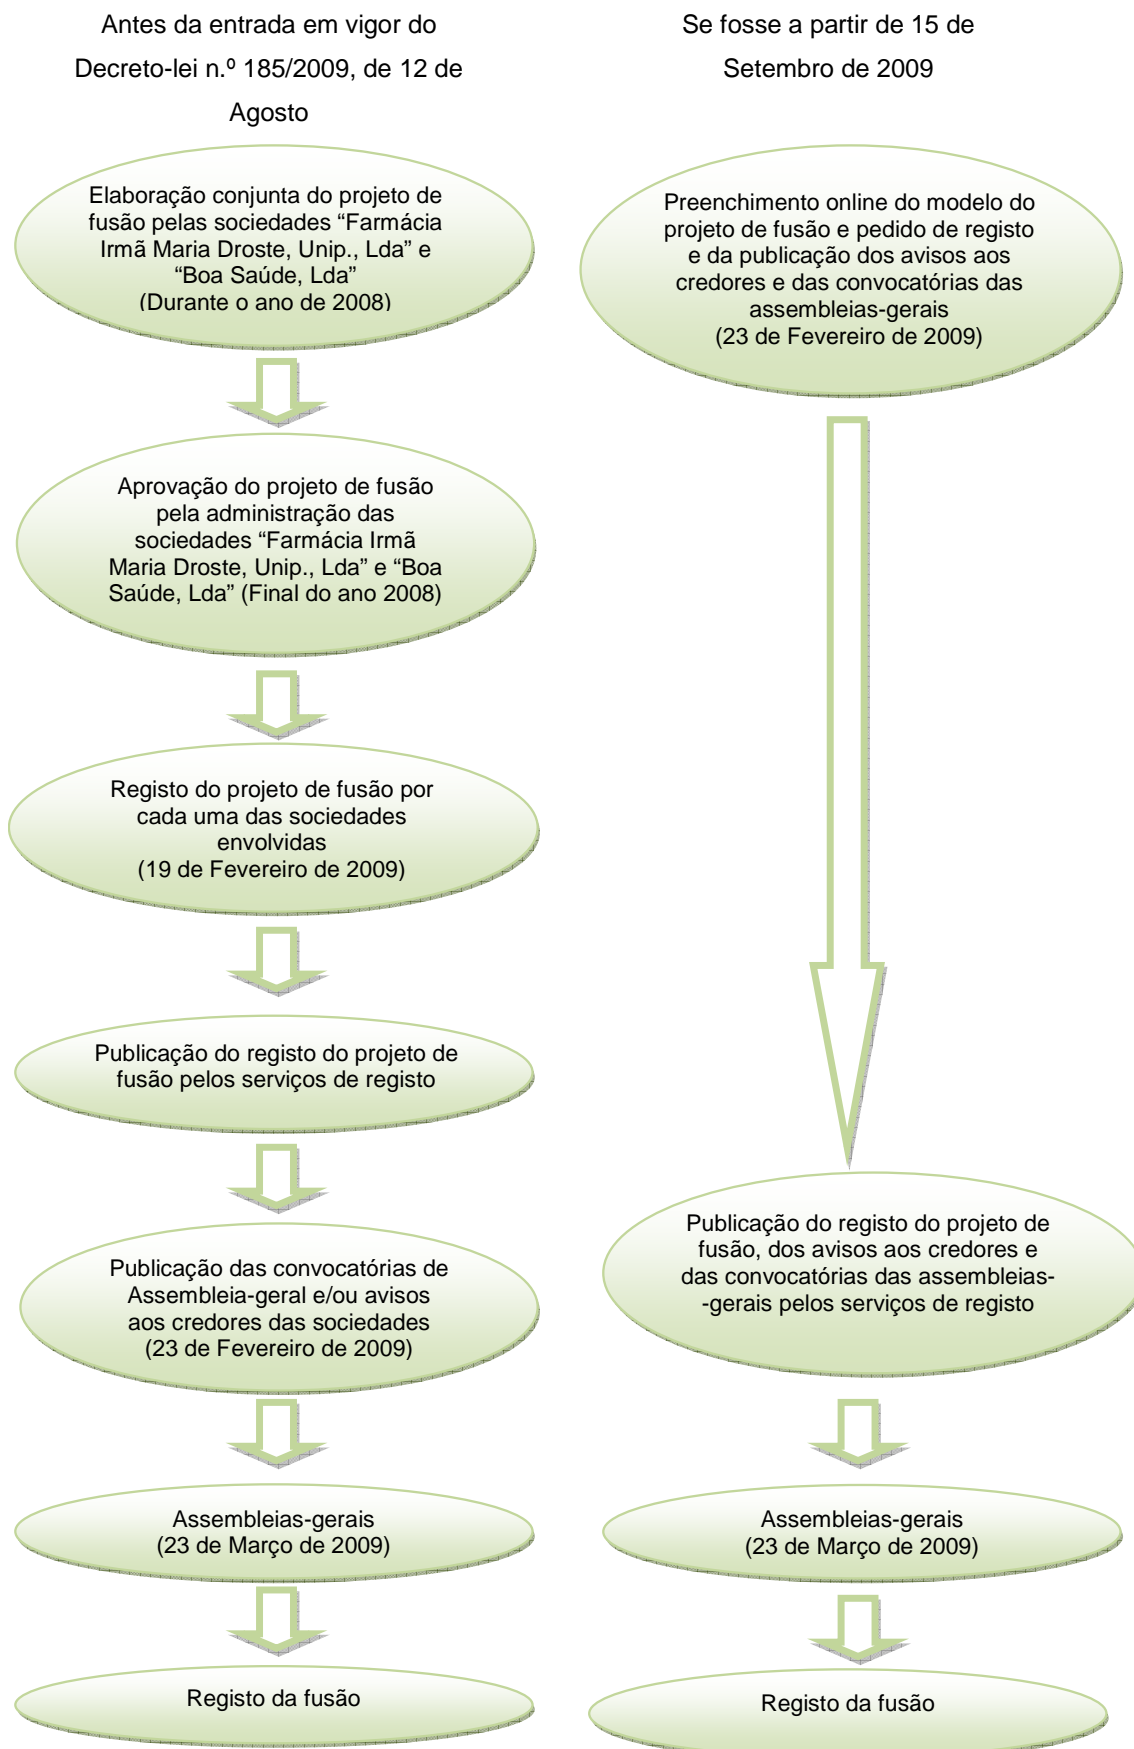 Antes da entrada em vigor do
Decreto-lei n.º 185/2009, de 12 de
Agosto
Elaboração conjunta do projeto de
fusão pelas sociedades “Farmácia
Irmã Maria Droste, Unip., Lda” e
“Boa Saúde, Lda”
(Durante o ano de 2008)
Aprovação do projeto de fusão
pela administração das
sociedades “Farmácia Irmã
Maria Droste, Unip., Lda” e “Boa
Saúde, Lda” (Final do ano 2008)
Registo do projeto de fusão por
cada uma das sociedades
envolvidas
(19 de Fevereiro de 2009)
Publicação do registo do projeto de
fusão pelos serviços de registo
Publicação das convocatórias de
Assembleia-geral e/ou avisos
aos credores das sociedades
(23 de Fevereiro de 2009)
Assembleias-gerais
(23 de Março de 2009)
Registo da fusão
Se fosse a partir de 15 de
Setembro de 2009
Preenchimento online do modelo do
projeto de fusão e pedido de registo
e da publicação dos avisos aos
credores e das convocatórias das
assembleias-gerais
(23 de Fevereiro de 2009)
Publicação do registo do projeto de
fusão, dos avisos aos credores e
das convocatórias das assembleias-
-gerais pelos serviços de registo
Assembleias-gerais
(23 de Março de 2009)
Registo da fusão